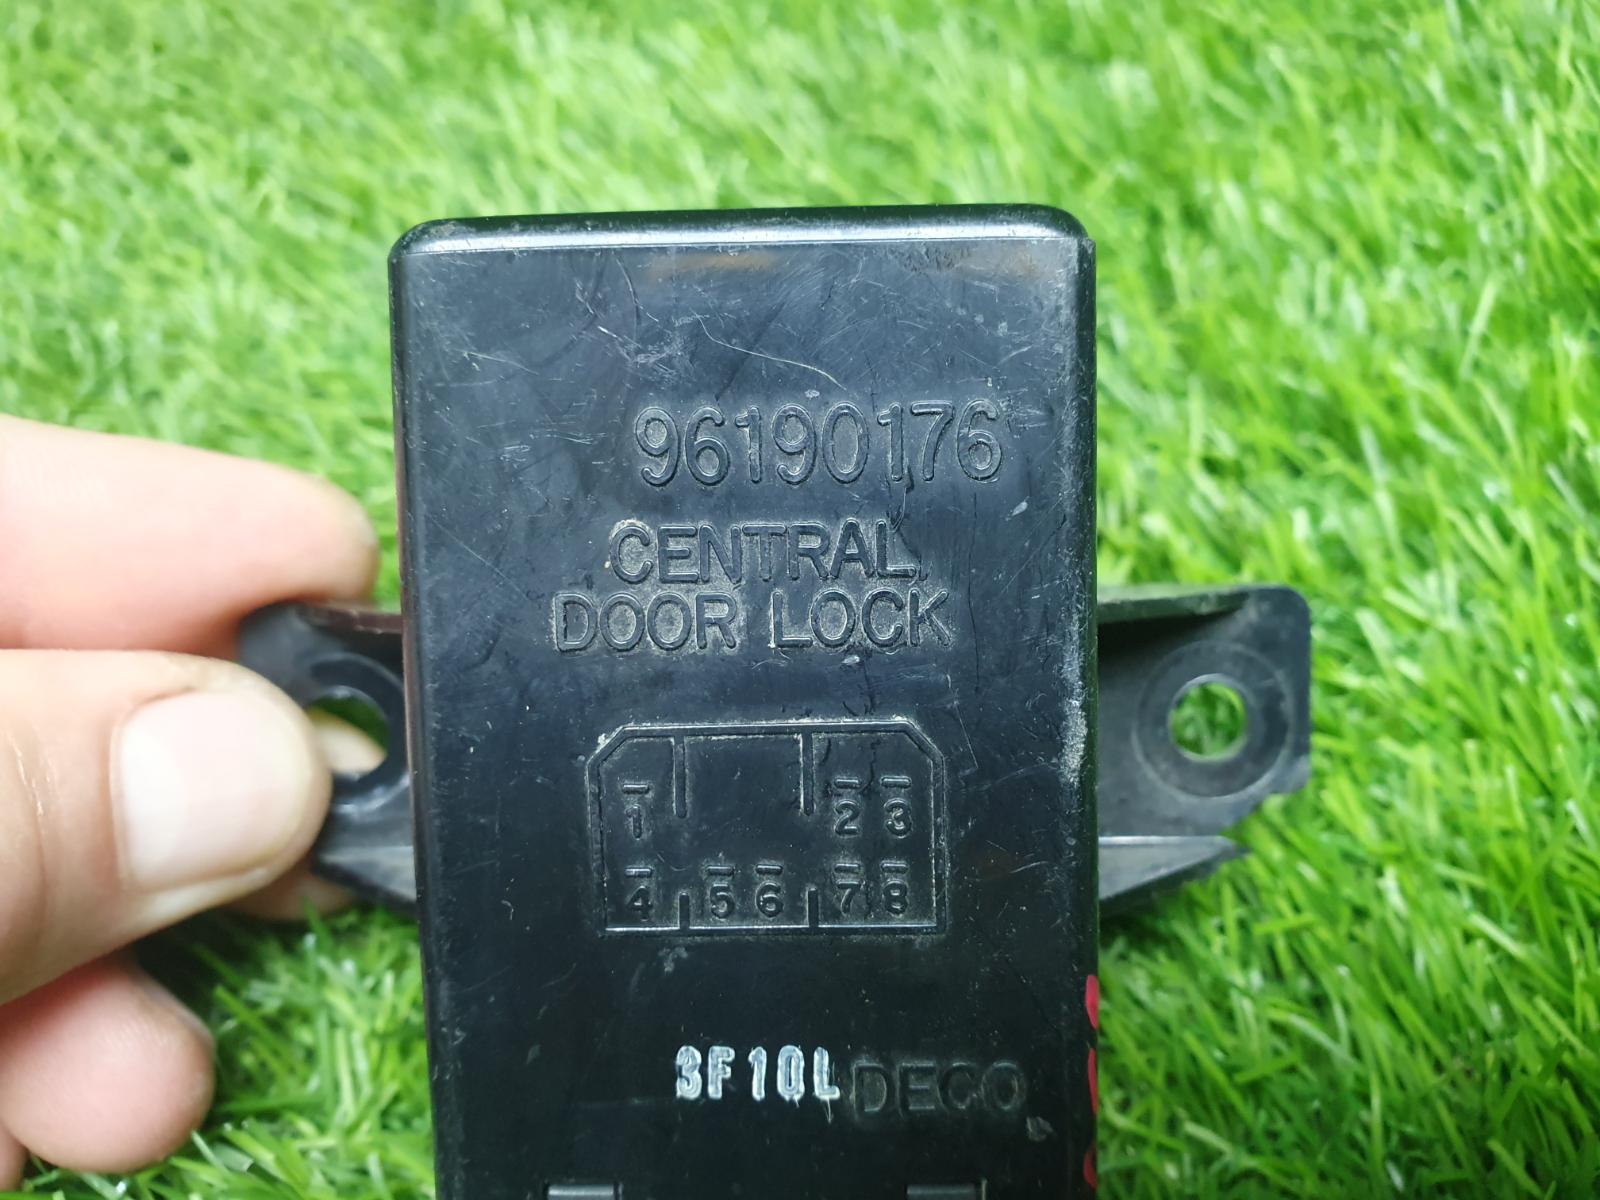 96190176
CENTRAL
DOOR LOCK
1 2 3
4 5 6 7 8
3F10L DECO